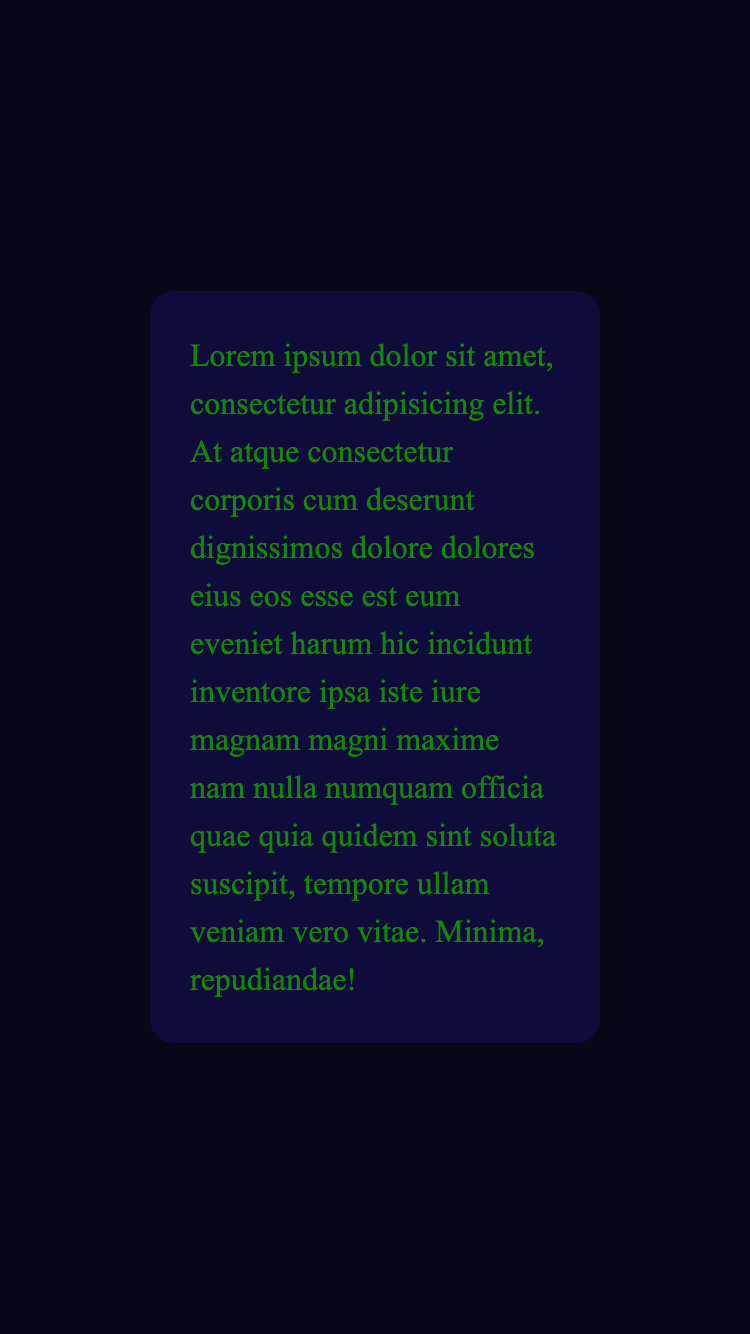 Lorem ipsum dolor sit amet,
consectetur adipisicing elit.
At atque consectetur
corporis cum deserunt
dignissimos dolore dolores
eius eos esse est eum
eveniet harum hic incidunt
inventore ipsa iste iure
magnam magni maxime
nam nulla numquam officia
quae quia quidem sint soluta
suscipit, tempore ullam
veniam vero vitae. Minima,
repudiandae!